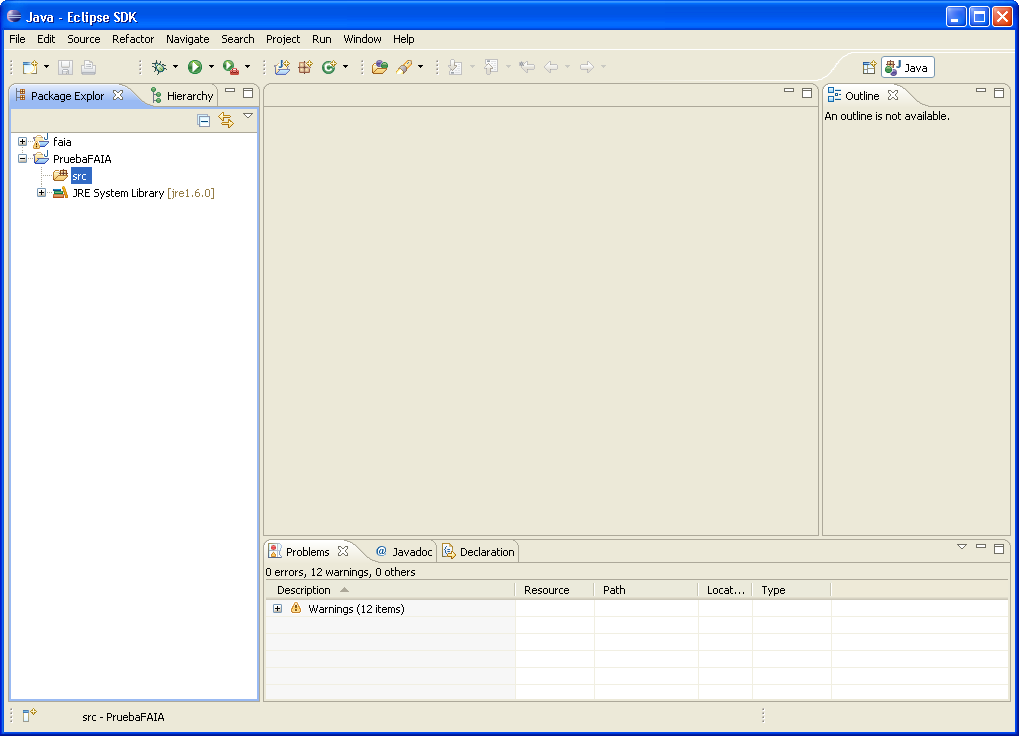 Java - Eclipse SDK
File Edit Source Refactor Navigate Search Project Run Window Help
Java
Package Explor Hierarchy
Outline
An outline is not available.
faia
PruebaFAIA
src
JRE System Library [jre1.6.0]
Problems @ Javadoc Declaration
0 errors, 12 warnings, 0 others
Description Resource Path Locat... Type
Warnings (12 items)
src - PruebaFAIA